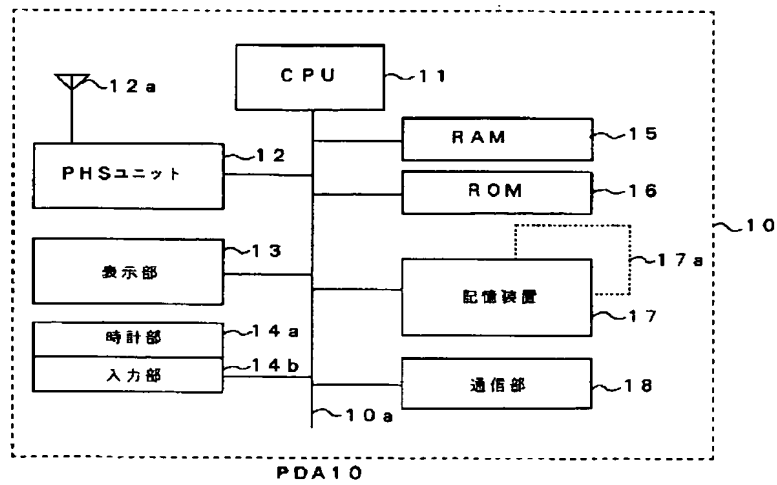 CPU
11
12a
RAM
15
PHSユニット
12
ROM
16
10
表示部
13
17a
記憶装置
17
時計部
14a
入力部
14b
通信部
18
10a
PDA10